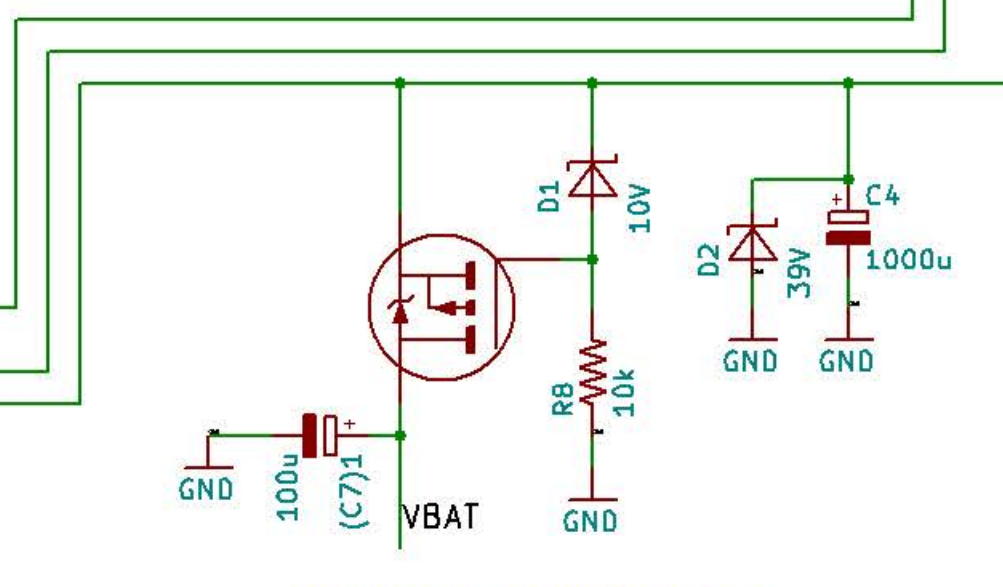 D1
10V
C4
+
D2
39V
1000u
GND
GND
R8
10k
+
GND
100u
(C7)1
VBAT
GND